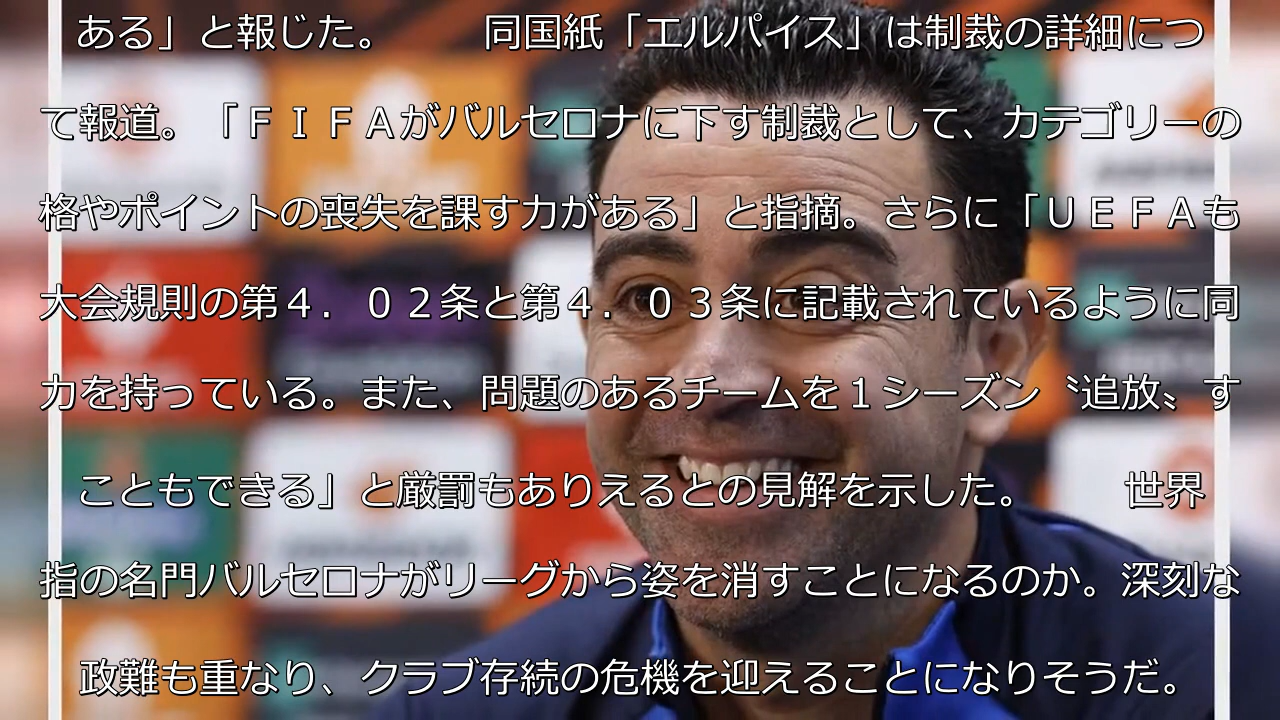 ある」と報じた。　　同国紙「エルパイス」は制裁の詳細につ
て報道。「ＦＩＦＡがバルセロナに下す制裁として、カテゴリーの
格やポイントの喪失を課す力がある」と指摘。さらに「ＵＥＦＡも
大会規則の第４．０２条と第４．０３条に記載されているように同
力を持っている。また、問題のあるチームを１シーズン〝追放〟す
こともできる」と厳罰もありえるとの見解を示した。　　世界
指の名門バルセロナがリーグから姿を消すことになるのか。深刻な
政難も重なり、クラブ存続の危機を迎えることになりそうだ。